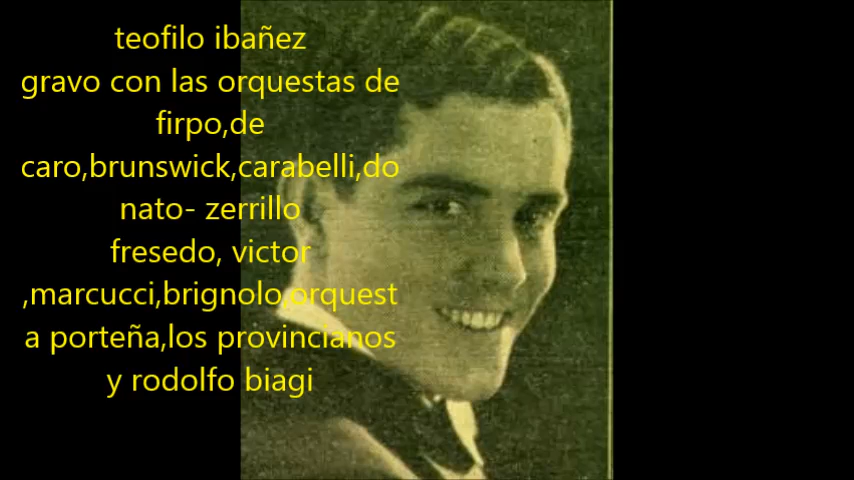 teofilo ibañez
gravo con las orquestas de
firpo,de
caro,brunswick,carabelli,do
nato- zerrillo
fresedo, victor
,marcucci,brignolo,orquest
a porteña,los provincianos
y rodolfo biagi